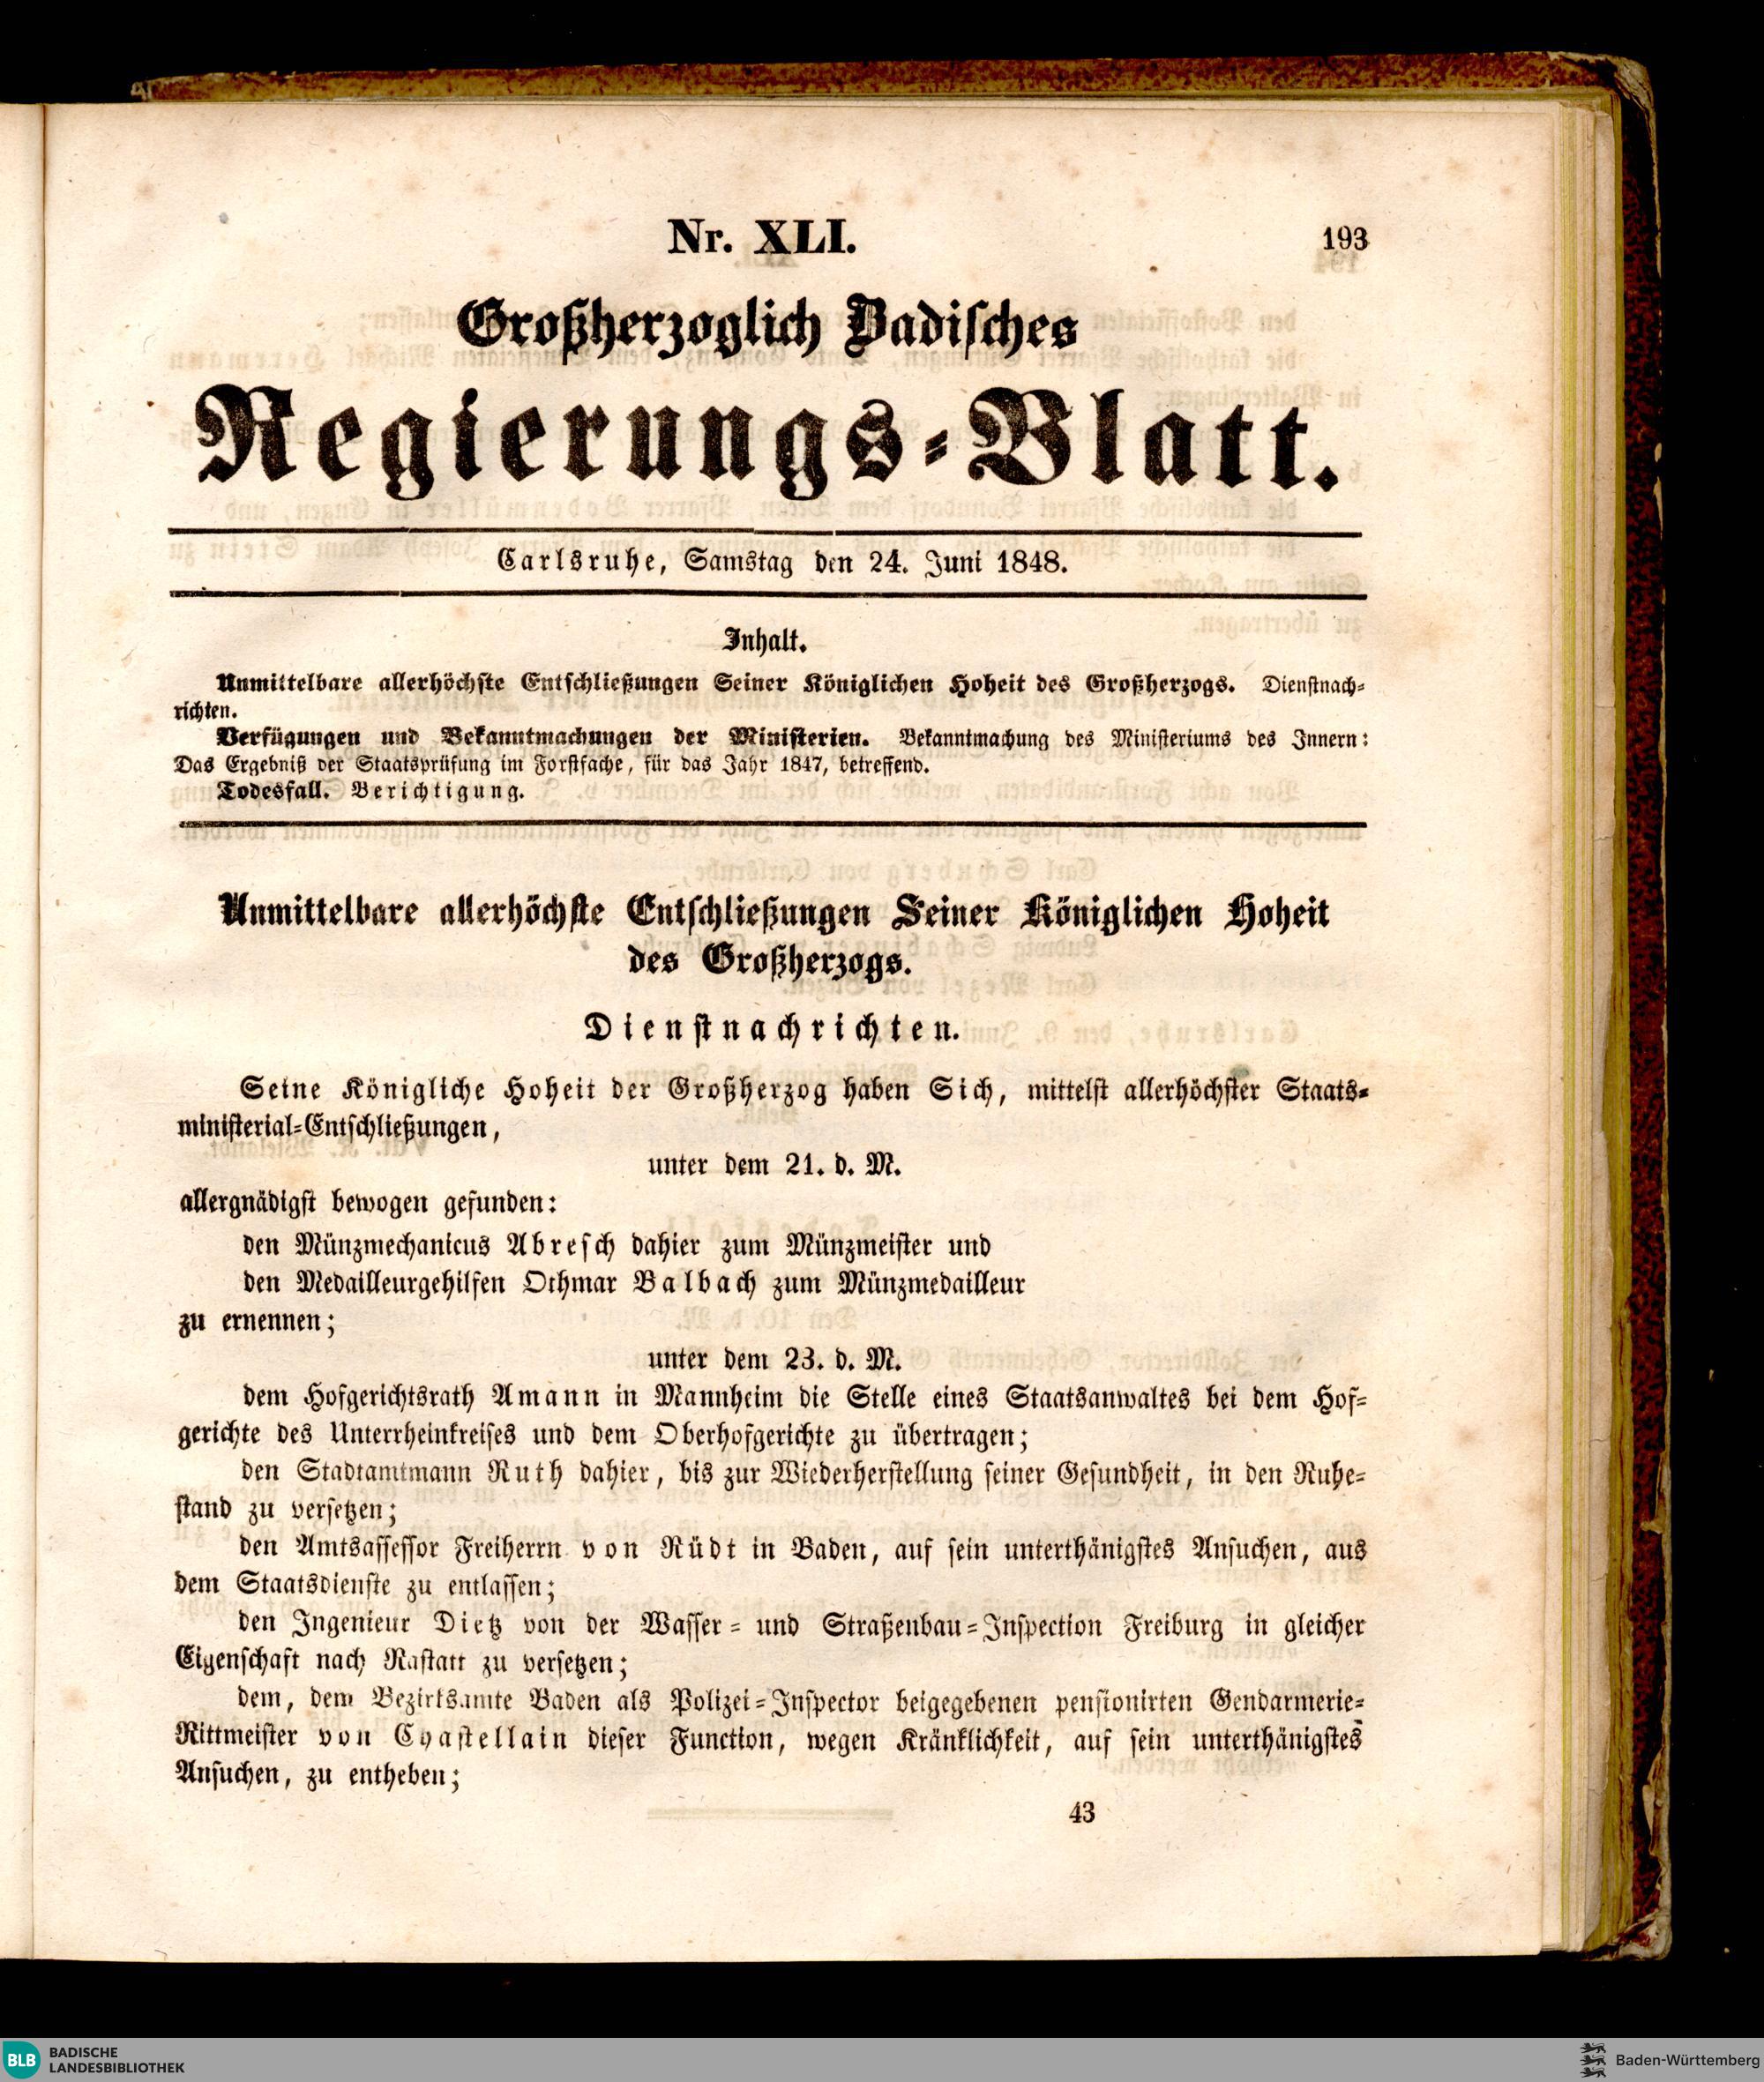 Nr. XLI.
193
Großherzoglich Badisches
Regierungs-Blatt.
Carlsruhe, Samstag den 24. Juni 1848.
Inhalt.
Unmittelbare allerhöchste Entschließungen Seiner Königlichen Hoheit des Großherzogs. Dienstnach-
richten.
Verfügungen und Bekanntmachungen der Ministerien. Bekanntmachung des Ministeriums des Innern:
Das Ergebniß der Staatsprüfung im Forstfache, für das Jahr 1847, betreffend.
Todesfall. Berichtigung.
Unmittelbare allerhöchste Entschließungen Seiner Königlichen Hoheit
des Großherzogs.
Dienstnachrichten.
Seine Königliche Hoheit der Großherzog haben Sich, mittelst allerhöchster Staats-
ministerial-Entschließungen,
unter dem 21. d. M.
allergnädigst bewogen gefunden:
den Münzmechanicus Abresch dahier zum Münzmeister und
den Medailleurgehilfen Othmar Balbach zum Münzmedailleur
zu ernennen;
unter dem 23. d. M.
dem Hofgerichtsrath Amann in Mannheim die Stelle eines Staatsanwaltes bei dem Hof-
gerichte des Unterrheinkreises und dem Oberhofgerichte zu übertragen;
den Stadtamtmann Ruth dahier, bis zur Wiederherstellung seiner Gesundheit, in den Ruhe-
stand zu versetzen;
den Amtsassessor Freiherrn von Rüdt in Baden, auf sein unterthänigstes Ansuchen, aus
dem Staatsdienste zu entlassen;
den Ingenieur Dietz von der Wasser- und Straßenbau-Inspection Freiburg in gleicher
Eigenschaft nach Rastatt zu versetzen;
dem, dem Bezirksamte Baden als Polizei-Inspector beigegebenen pensionirten Gendarmerie-
Rittmeister von Chastellain dieser Function, wegen Kränklichkeit, auf sein unterthänigstes
Ansuchen, zu entheben;
43
BLB BADISCHE
LANDESBIBLIOTHEK
Baden-Württemberg